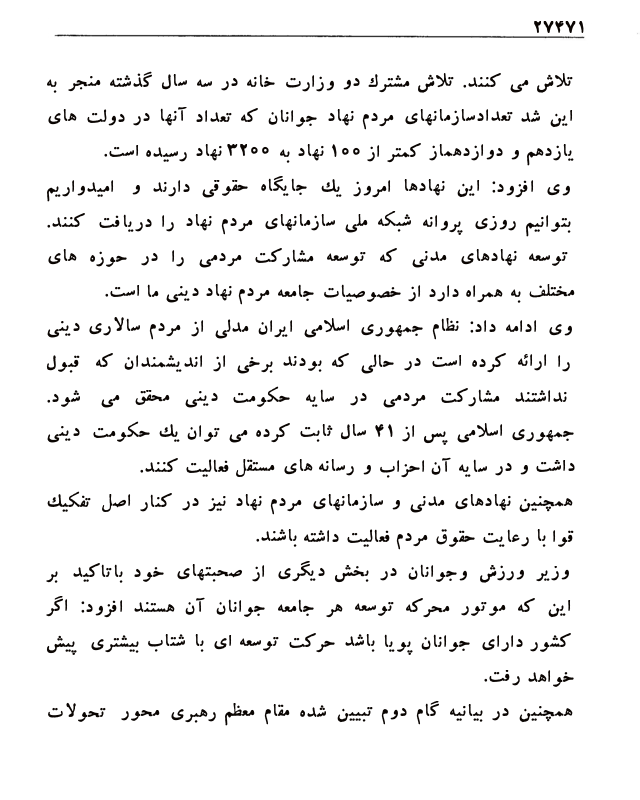 ۲۷۴۷۱
تلاش می کنند. تلاش مشترك دو وزارت خانه در سه سال گذشته منجر به
این شد تعدادسازمانهای مردم نهاد جوانان که تعداد آنها در دولت های
یازدهم و دوازدهماز کمتر از ۱۰۰ نهاد به ۳۲۰۰ نهاد رسیده است.
وی افزود: این نهادها امروز یك جایگاه حقوقی دارند و امیدواریم
بتوانیم روزی پروانه شبکه ملی سازمانهای مردم نهاد را دریافت کنند.
توسعه نهادهای مدنی که توسعه مشارکت مردمی را در حوزه های
مختلف به همراه دارد از خصوصیات جامعه مردم نهاد دینی ما است.
وی ادامه داد: نظام جمهوری اسلامی ایران مدلی از مردم سالاری دینی
را ارائه کرده است در حالی که بودند برخی از اندیشمندان که قبول
نداشتند مشارکت مردمی در سایه حکومت دینی محقق می شود.
جمهوری اسلامی پس از ۴۱ سال ثابت کرده می توان یك حکومت دینی
داشت و در سایه آن احزاب و رسانه های مستقل فعالیت کنند.
همچنین نهادهای مدنی و سازمانهای مردم نهاد نیز در کنار اصل تفکیك
قوا با رعایت حقوق مردم فعالیت داشته باشند.
وزیر ورزش وجوانان در بخش دیگری از صحبتهای خود باتاکید بر
این که موتور محرکه توسعه هر جامعه جوانان آن هستند افزود: اگر
کشور دارای جوانان پویا باشد حرکت توسعه ای با شتاب بیشتری پیش
خواهد رفت.
همچنین در بیانیه گام دوم تبیین شده مقام معظم رهبری محور تحولات